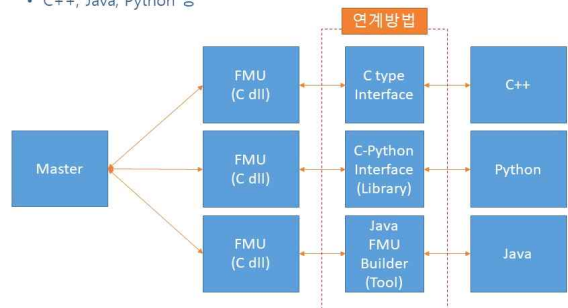 • C++, Java, Python 등
연계방법
FMU
(C dll)
C type
Interface
C++
Master
FMU
(C dll)
C-Python
Interface
(Library)
Python
FMU
(C dll)
Java
FMU
Builder
(Tool)
Java